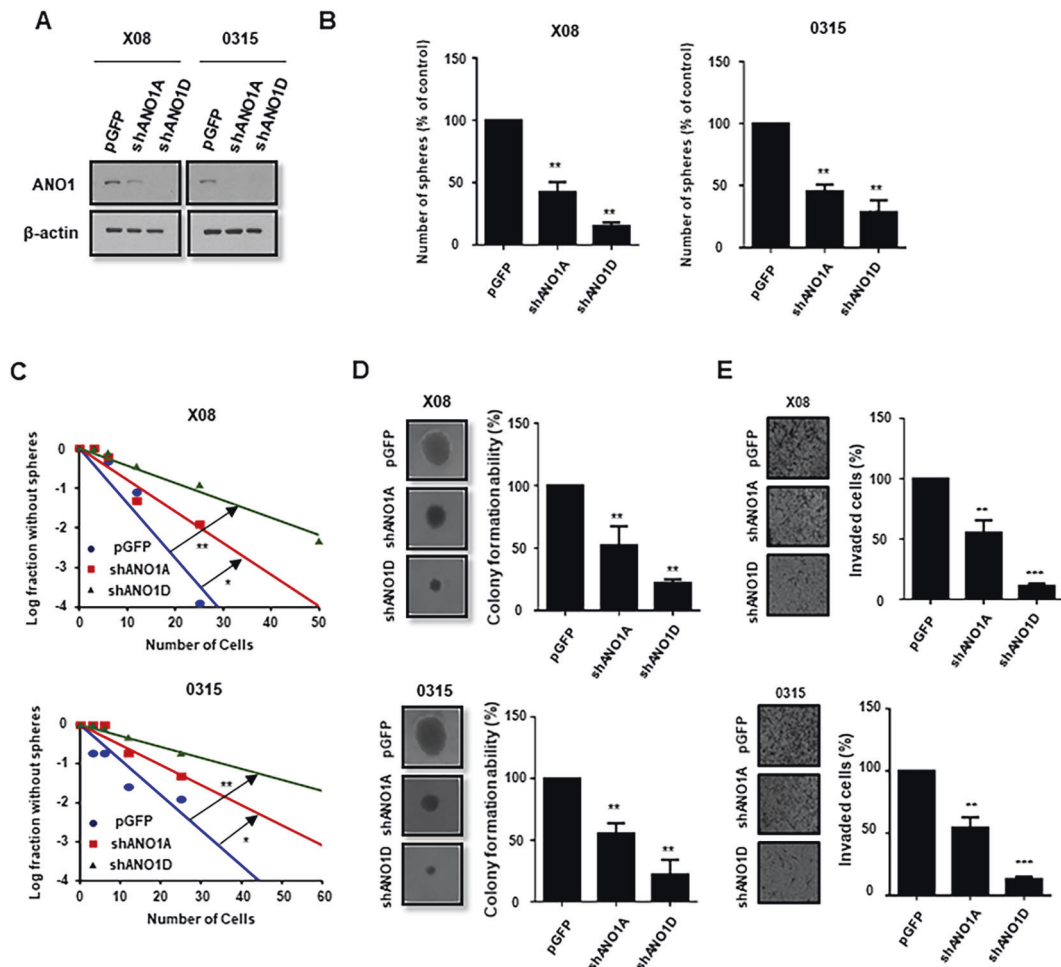 A
X08
0315
pGFP
shANO1A
shANO1D
pGFP
shANO1A
shANO1D
ANO1
β-actin
B
X08
Number of spheres (% of control)
150
100
50
0
**
**
pGFP
shANO1A
shANO1D
0315
Number of spheres (% of control)
150
100
50
0
**
**
pGFP
shANO1A
shANO1D
C
X08
Log fraction without spheres
0
-1
-2
-3
-4
**
*
pGFP
shANO1A
shANO1D
0 10 20 30 40 50
Number of Cells
0315
Log fraction without spheres
0
-1
-2
-3
-4
**
*
pGFP
shANO1A
shANO1D
0 10 20 30 40 50 60
Number of Cells
D
X08
pGFP
shANO1A
shANO1D
Colony formationability (%)
150
100
50
0
**
**
pGFP
shANO1A
shANO1D
0315
pGFP
shANO1A
shANO1D
Colony formationability (%)
150
100
50
0
**
**
pGFP
shANO1A
shANO1D
E
X08
pGFP
shANO1A
shANO1D
Invaded cells (%)
150
100
50
0
**
***
pGFP
shANO1A
shANO1D
0315
pGFP
shANO1A
shANO1D
Invaded cells (%)
150
100
50
0
**
***
pGFP
shANO1A
shANO1D